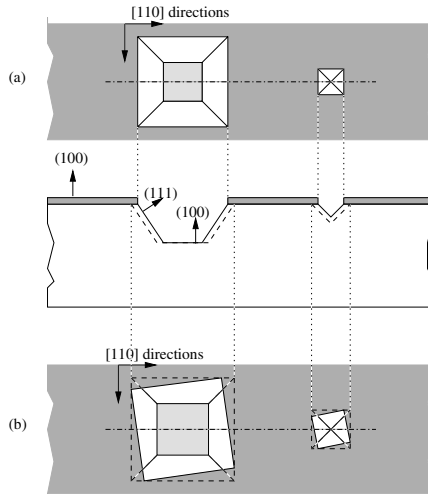 [110] directions
(a)
(100)
(111)
(100)
[110] directions
(b)